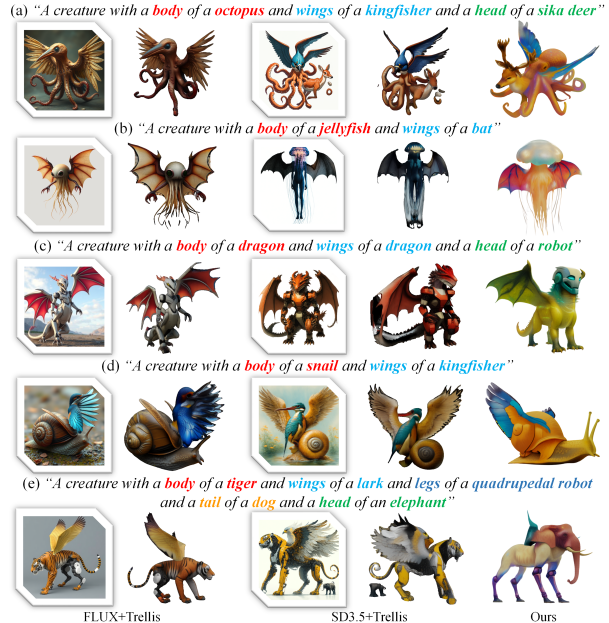 (a) “A creature with a body of a octopus and wings of a kingfisher and a head of a sika deer”
(b) “A creature with a body of a jellyfish and wings of a bat”
(c) “A creature with a body of a dragon and wings of a dragon and a head of a robot”
(d) “A creature with a body of a snail and wings of a kingfisher”
(e) “A creature with a body of a tiger and wings of a lark and legs of a quadrupedal robot
and a tail of a dog and a head of an elephant”
FLUX+Trellis SD3.5+Trellis Ours